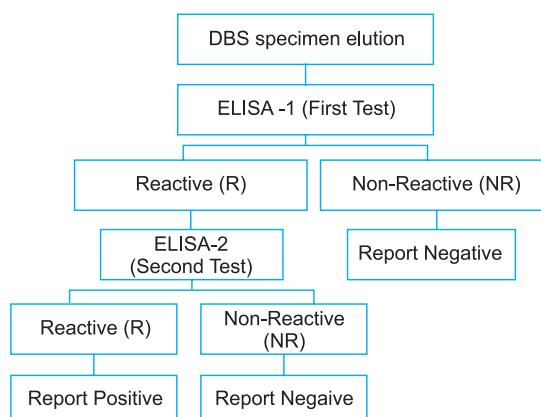 DBS specimen elution
ELISA -1 (First Test)
Reactive (R)
Non-Reactive (NR)
ELISA-2
(Second Test)
Report Negative
Reactive (R)
Non-Reactive
(NR)
Report Positive
Report Negaive